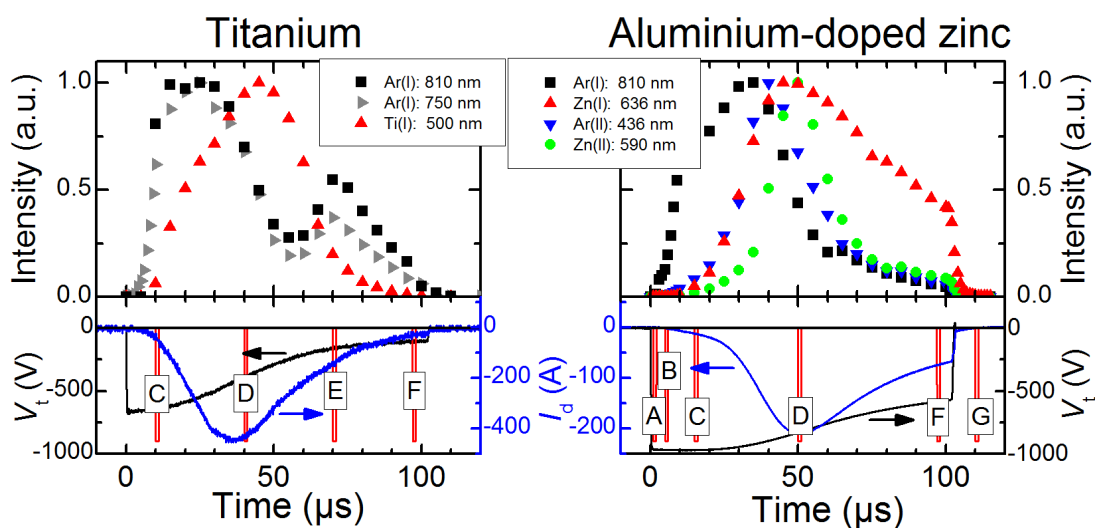 Titanium
Aluminium-doped zinc
Intensity (a.u.)
1.0
0.5
0.0
Ar(I): 810 nm
Ar(I): 750 nm
Ti(I): 500 nm
Ar(I): 810 nm
Zn(I): 636 nm
Ar(II): 436 nm
Zn(II): 590 nm
1.0
0.5
0.0
Intensity (a.u.)
Vt (V)
0
-500
-1000
C
D
E
F
0
-200
-400
Id (A)
0
-100
-200
A
B
C
D
F
G
0
-500
-1000
Vt (V)
0
50
100
Time (µs)
0
50
100
Time (µs)